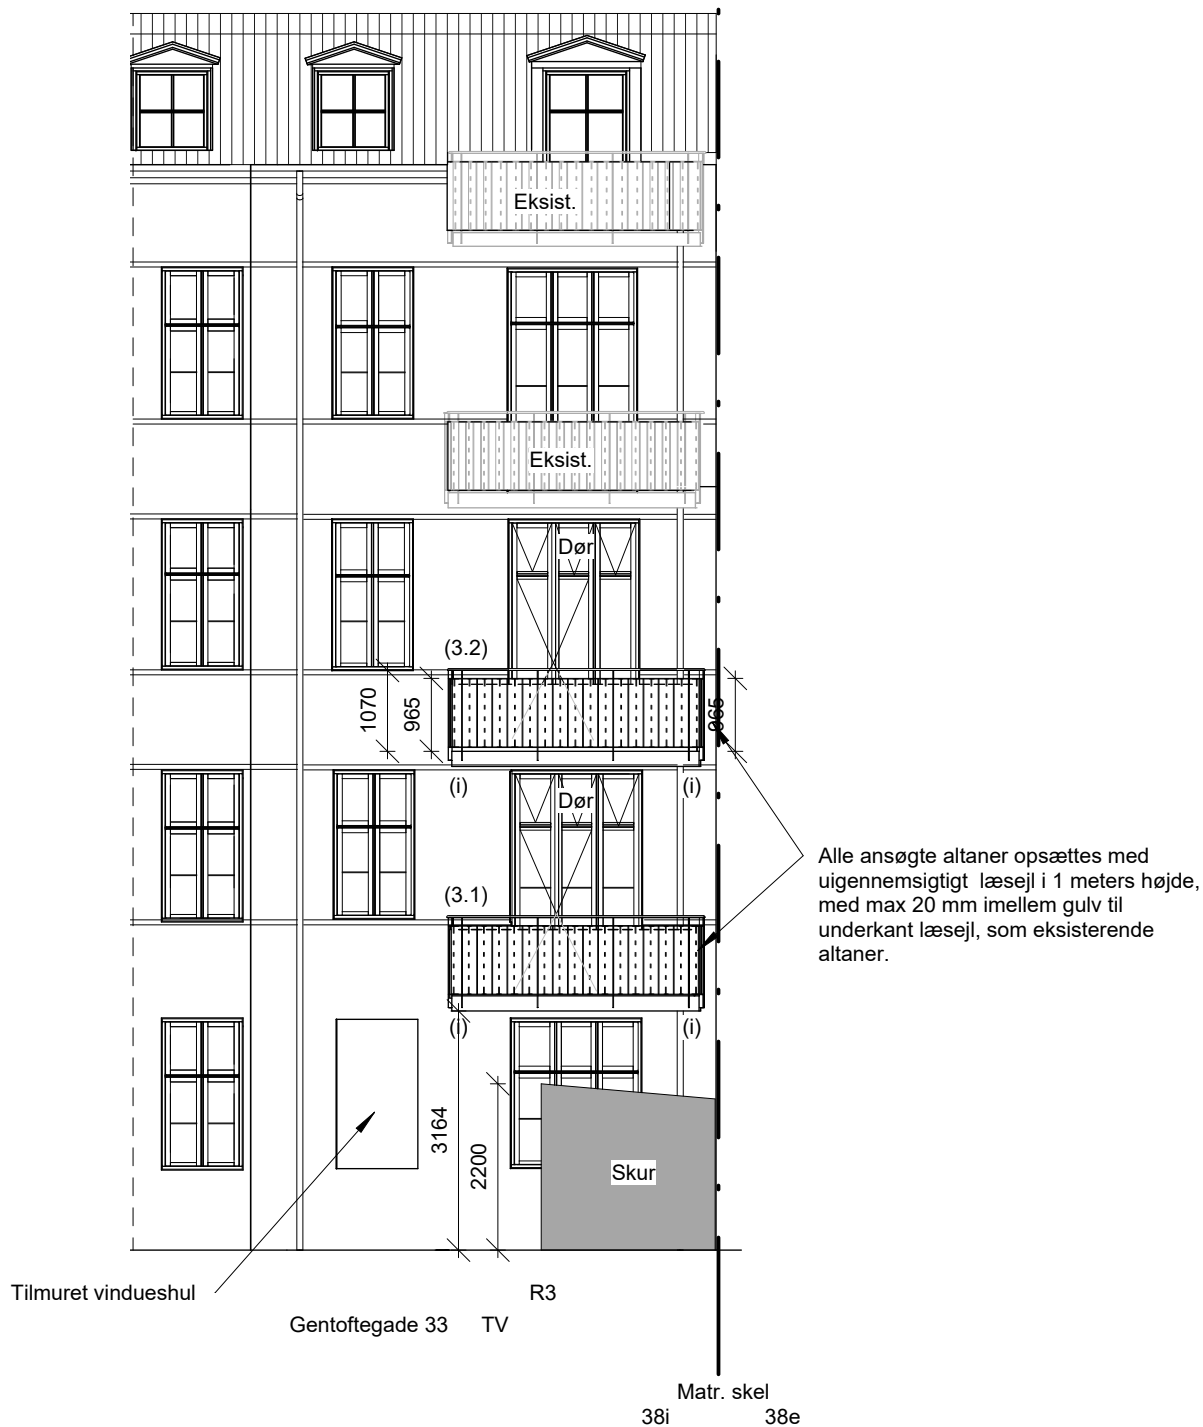 Eksist.
Eksist.
Dør
(3.2)
1070
965
965
(i)
(i)
Dør
(3.1)
Alle ansøgte altaner opsættes med
uigennemsigtigt læsejl i 1 meters højde,
med max 20 mm imellem gulv til
underkant læsejl, som eksisterende
altaner.
(i)
(i)
3164
2200
Skur
Tilmuret vindueshul
R3
Gentoftegade 33 TV
Matr. skel
38i 38e